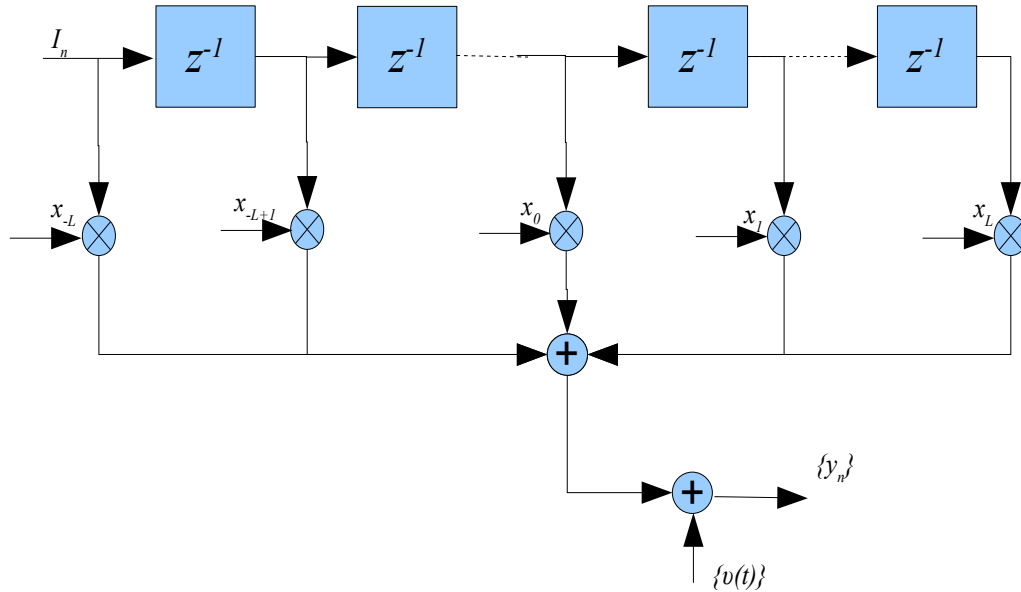 I_n
z^-1 z^-1 z^-1 z^-1
x_-L x_-L+1 x_0 x_1 x_L
+
{y_n}
+
{υ(t)}